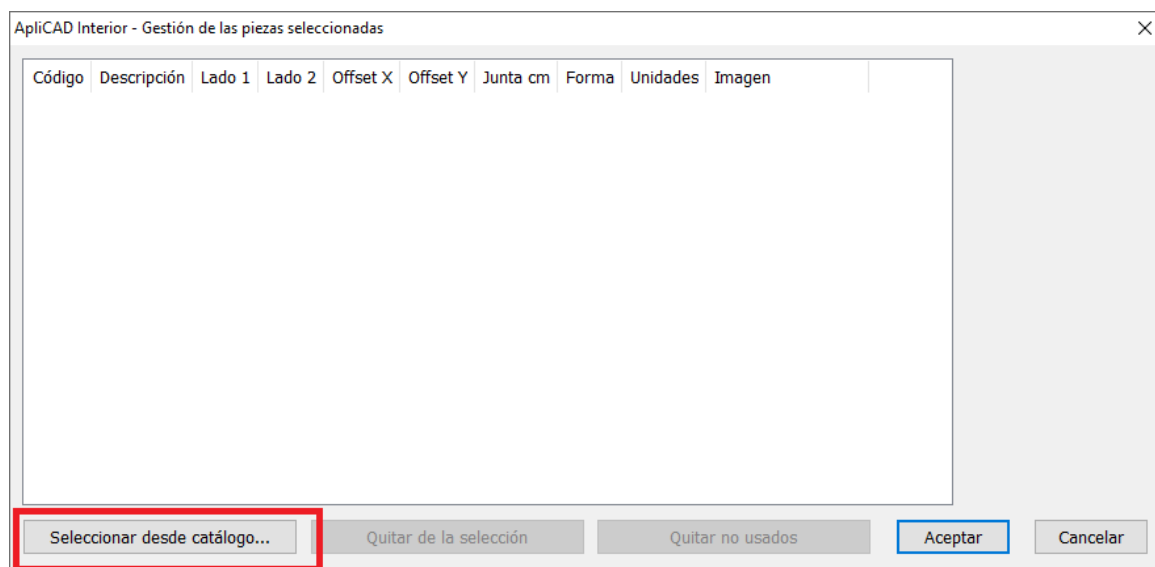 ApliCAD Interior - Gestión de las piezas seleccionadas
Código Descripción Lado 1 Lado 2 Offset X Offset Y Junta cm Forma Unidades Imagen
Seleccionar desde catálogo... Quitar de la selección Quitar no usados Aceptar Cancelar